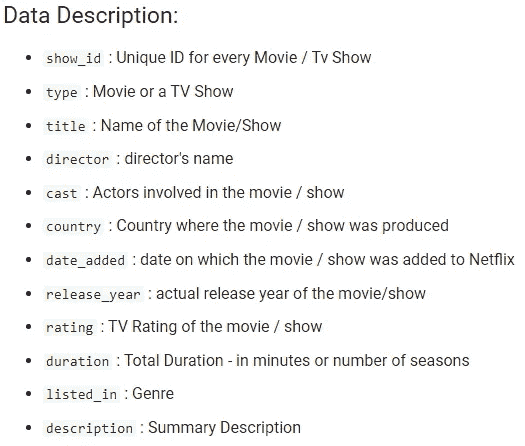 Data Description:
• show_id : Unique ID for every Movie / Tv Show
• type : Movie or a TV Show
• title : Name of the Movie/Show
• director : director's name
• cast : Actors involved in the movie / show
• country : Country where the movie / show was produced
• date_added : date on which the movie / show was added to Netflix
• release_year : actual release year of the movie/show
• rating : TV Rating of the movie / show
• duration : Total Duration - in minutes or number of seasons
• listed_in : Genre
• description : Summary Description